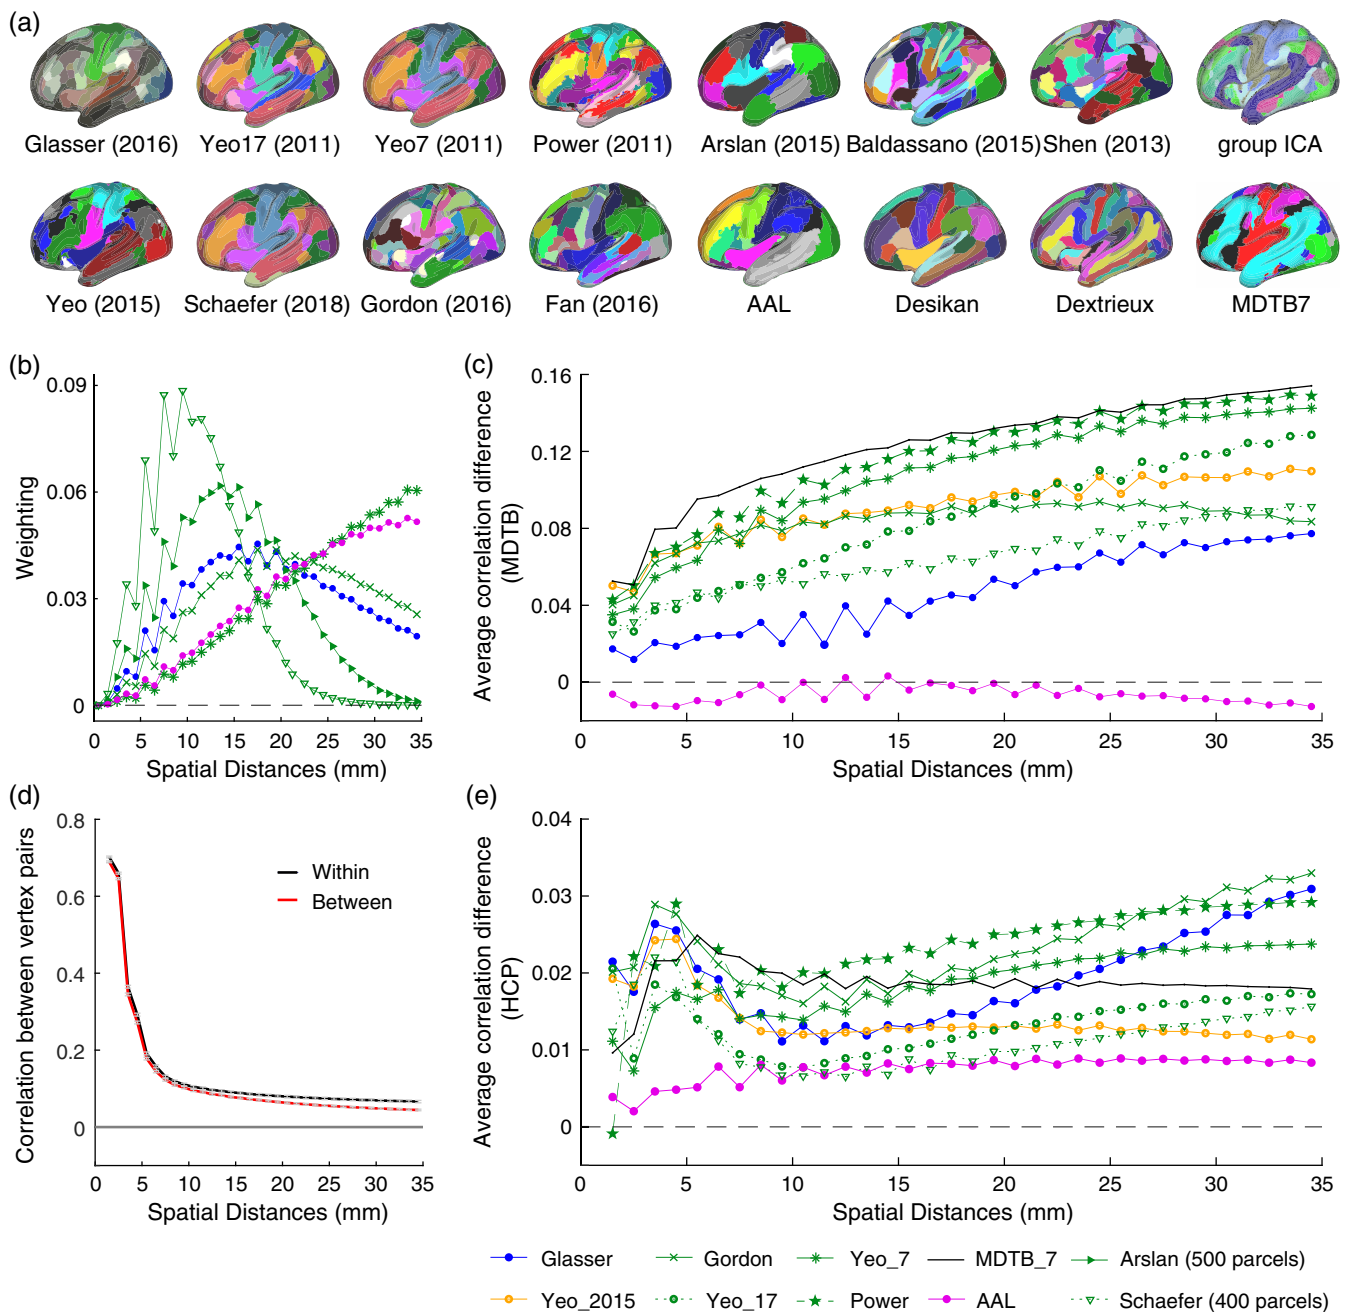 (a)
Glasser (2016) Yeo17 (2011) Yeo7 (2011) Power (2011) Arslan (2015) Baldassano (2015) Shen (2013) group ICA
Yeo (2015) Schaefer (2018) Gordon (2016) Fan (2016) AAL Desikan Dextrieux MDTB7
(b)
Weighting
0.09
0.06
0.03
0
0 5 10 15 20 25 30 35
Spatial Distances (mm)
(c)
Average correlation difference
(MDTB)
0.16
0.12
0.08
0.04
0
0 5 10 15 20 25 30 35
Spatial Distances (mm)
(d)
Correlation between vertex pairs
0.8
0.6
0.4
0.2
0
Within
Between
0 5 10 15 20 25 30 35
Spatial Distances (mm)
(e)
Average correlation difference
(HCP)
0.04
0.03
0.02
0.01
0
0 5 10 15 20 25 30 35
Spatial Distances (mm)
Glasser Gordon Yeo_7 MDTB_7 Arslan (500 parcels)
Yeo_2015 Yeo_17 Power AAL Schaefer (400 parcels)